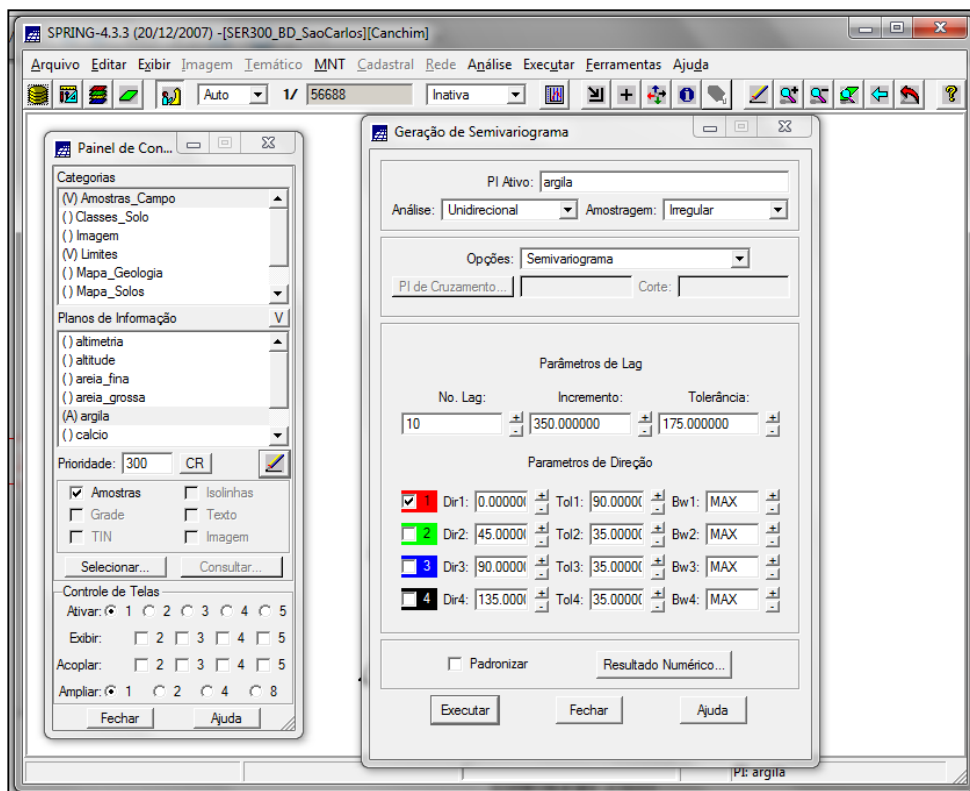 SPRING-4.3.3 (20/12/2007) -[SER300_BD_SaoCarlos][Canchim]
Arquivo Editar Exibir Imagem Temático MNT Cadastral Rede Análise Executar Ferramentas Ajuda
Auto 1/ 56688 Inativa
Painel de Con...
Categorias
(V) Amostras_Campo
( ) Classes_Solo
( ) Imagem
(V) Limites
( ) Mapa_Geologia
( ) Mapa_Solos
Planos de Informação V
( ) altimetria
( ) altitude
( ) areia_fina
( ) areia_grossa
(A) argila
( ) calcio
Prioridade: 300 CR
Amostras Isolinhas
Grade Texto
TIN Imagem
Selecionar... Consultar...
Controle de Telas
Ativar: 1 2 3 4 5
Exibir: 2 3 4 5
Acoplar: 2 3 4 5
Ampliar: 1 2 4 8
Fechar Ajuda
Geração de Semivariograma
PI Ativo: argila
Análise: Unidirecional Amostragem: Irregular
Opções: Semivariograma
PI de Cruzamento... Corte:
Parâmetros de Lag
No. Lag: Incremento: Tolerância:
10 350.000000 175.000000
Parametros de Direção
1 Dir1: 0.00000 Tol1: 90.0000 Bw1: MAX
2 Dir2: 45.0000 Tol2: 35.0000 Bw2: MAX
3 Dir3: 90.0000 Tol3: 35.0000 Bw3: MAX
4 Dir4: 135.000 Tol4: 35.0000 Bw4: MAX
Padronizar Resultado Numérico...
Executar Fechar Ajuda
PI: argila